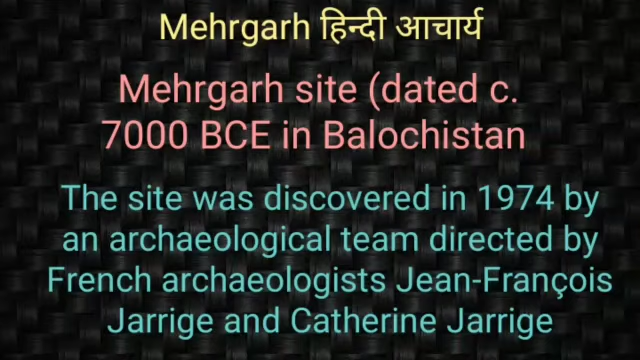 Mehrgarh हिन्दी आचार्य
Mehrgarh site (dated c.
7000 BCE in Balochistan
The site was discovered in 1974 by
an archaeological team directed by
French archaeologists Jean-François
Jarrige and Catherine Jarrige